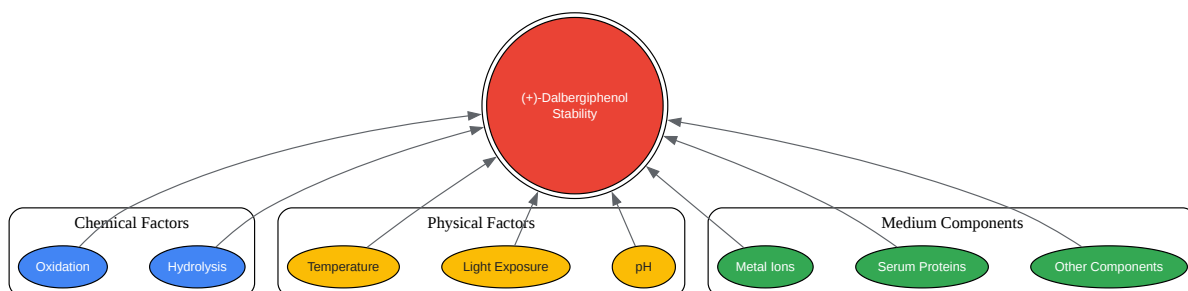 (+)-Dalbergiphenol
Stability
Chemical Factors
Physical Factors
Medium Components
Oxidation
Hydrolysis
Temperature
Light Exposure
pH
Metal Ions
Serum Proteins
Other Components